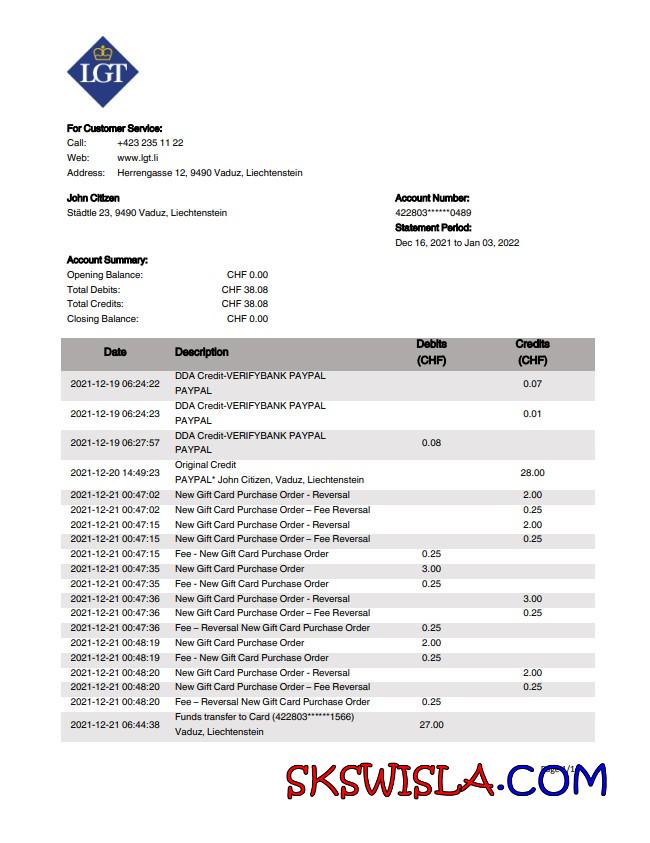 LGT
For Customer Service:
Call: +423 235 11 22
Web: www.lgt.li
Address: Herrengasse 12, 9490 Vaduz, Liechtenstein
John Citizen Account Number:
Städtle 23, 9490 Vaduz, Liechtenstein 422803******0489
Statement Period:
Dec 16, 2021 to Jan 03, 2022
Account Summary:
Opening Balance: CHF 0.00
Total Debits: CHF 38.08
Total Credits: CHF 38.08
Closing Balance: CHF 0.00
Date Description Debits (CHF) Credits (CHF)
2021-12-19 06:24:22 DDA Credit-VERIFYBANK PAYPAL 0.07
PAYPAL
2021-12-19 06:24:23 DDA Credit-VERIFYBANK PAYPAL 0.01
PAYPAL
2021-12-19 06:27:57 DDA Credit-VERIFYBANK PAYPAL 0.08
PAYPAL
2021-12-20 14:49:23 Original Credit 28.00
PAYPAL* John Citizen, Vaduz, Liechtenstein
2021-12-21 00:47:02 New Gift Card Purchase Order - Reversal 2.00
2021-12-21 00:47:02 New Gift Card Purchase Order – Fee Reversal 0.25
2021-12-21 00:47:15 New Gift Card Purchase Order - Reversal 2.00
2021-12-21 00:47:15 New Gift Card Purchase Order – Fee Reversal 0.25
2021-12-21 00:47:15 Fee - New Gift Card Purchase Order 0.25
2021-12-21 00:47:35 New Gift Card Purchase Order 3.00
2021-12-21 00:47:35 Fee - New Gift Card Purchase Order 0.25
2021-12-21 00:47:36 New Gift Card Purchase Order - Reversal 3.00
2021-12-21 00:47:36 New Gift Card Purchase Order – Fee Reversal 0.25
2021-12-21 00:47:36 Fee – Reversal New Gift Card Purchase Order 0.25
2021-12-21 00:48:19 New Gift Card Purchase Order 2.00
2021-12-21 00:48:19 Fee - New Gift Card Purchase Order 0.25
2021-12-21 00:48:20 New Gift Card Purchase Order - Reversal 2.00
2021-12-21 00:48:20 New Gift Card Purchase Order – Fee Reversal 0.25
2021-12-21 00:48:20 Fee – Reversal New Gift Card Purchase Order 0.25
2021-12-21 06:44:38 Funds transfer to Card (422803******1566) 27.00
Vaduz, Liechtenstein
SKSWISLA.COM